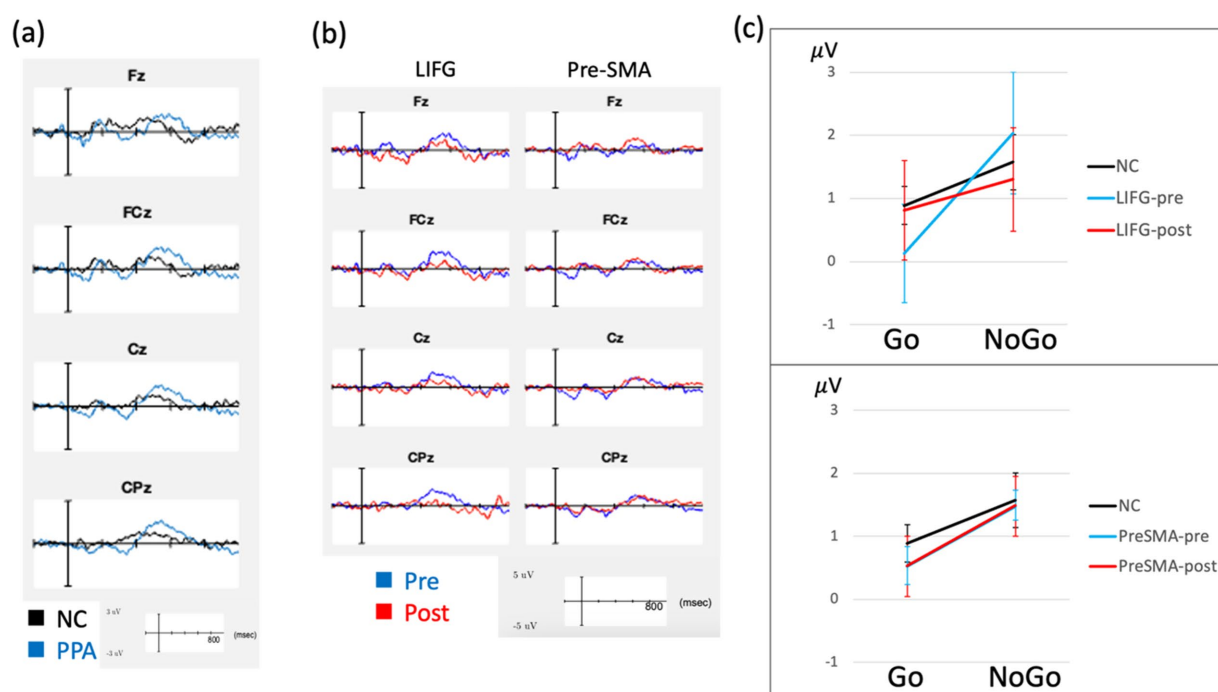 (a)
Fz
FCz
Cz
CPz
NC
PPA
3 uV
-3 uV
800
(msec)
(b)
LIFG
Pre-SMA
Fz
Fz
FCz
FCz
Cz
Cz
CPz
CPz
Pre
Post
5 uV
-5 uV
800
(msec)
(c)
μV
3
2
1
0
-1
Go
NoGo
NC
LIFG-pre
LIFG-post
μV
3
2
1
0
-1
Go
NoGo
NC
PreSMA-pre
PreSMA-post